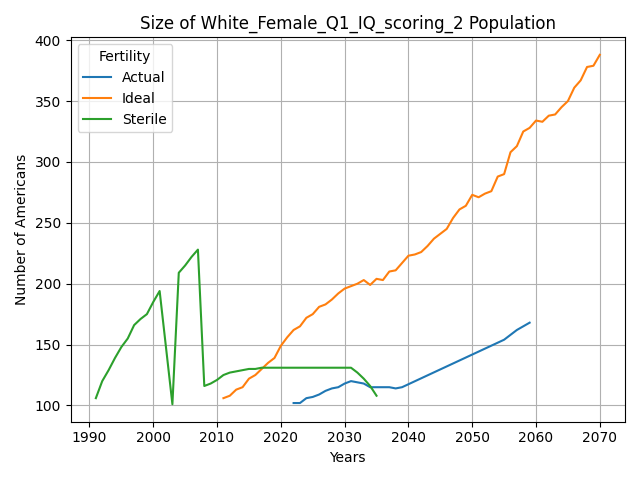 Size of White_Female_Q1_IQ_scoring_2 Population
Fertility
Actual
Ideal
Sterile
Number of Americans
400
350
300
250
200
150
100
1990 2000 2010 2020 2030 2040 2050 2060 2070
Years